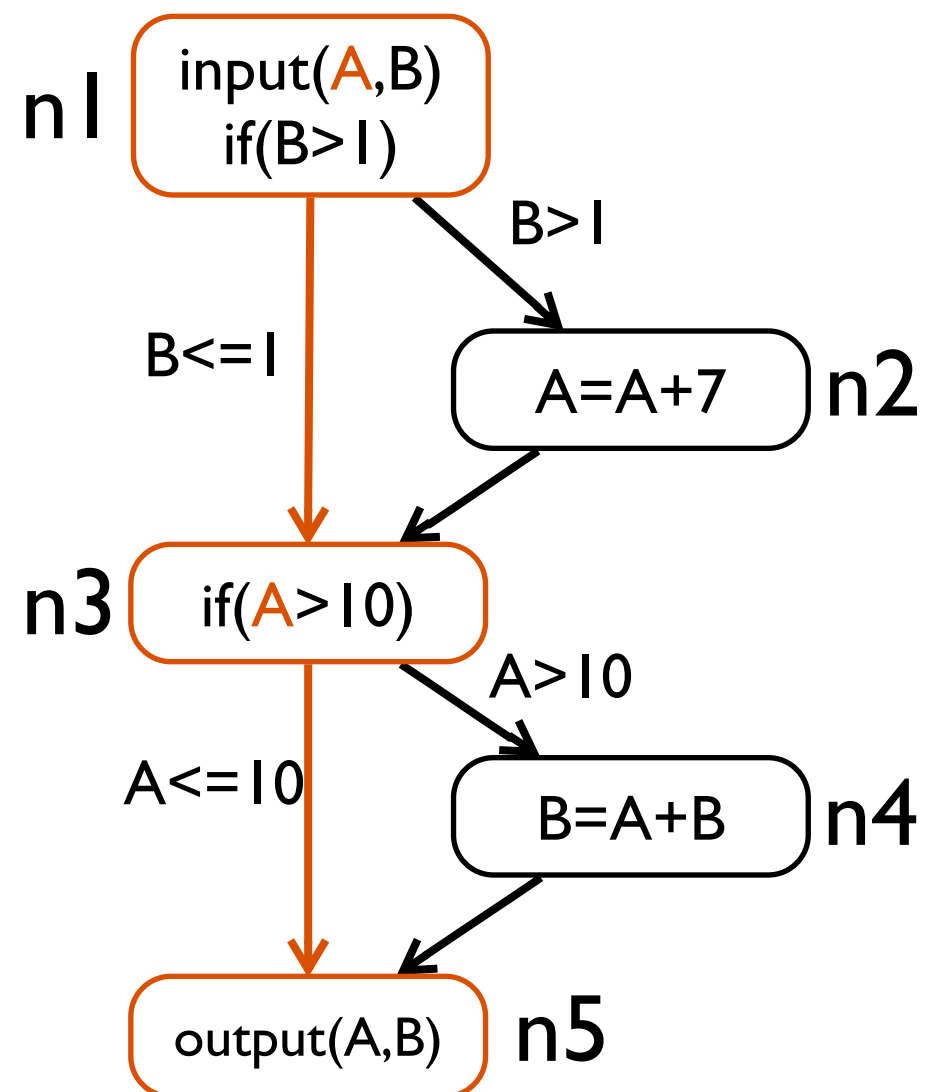 n1
input(A,B)
if(B>1)
B>1
B<=1
A=A+7
n2
n3
if(A>10)
A>10
A<=10
B=A+B
n4
output(A,B)
n5